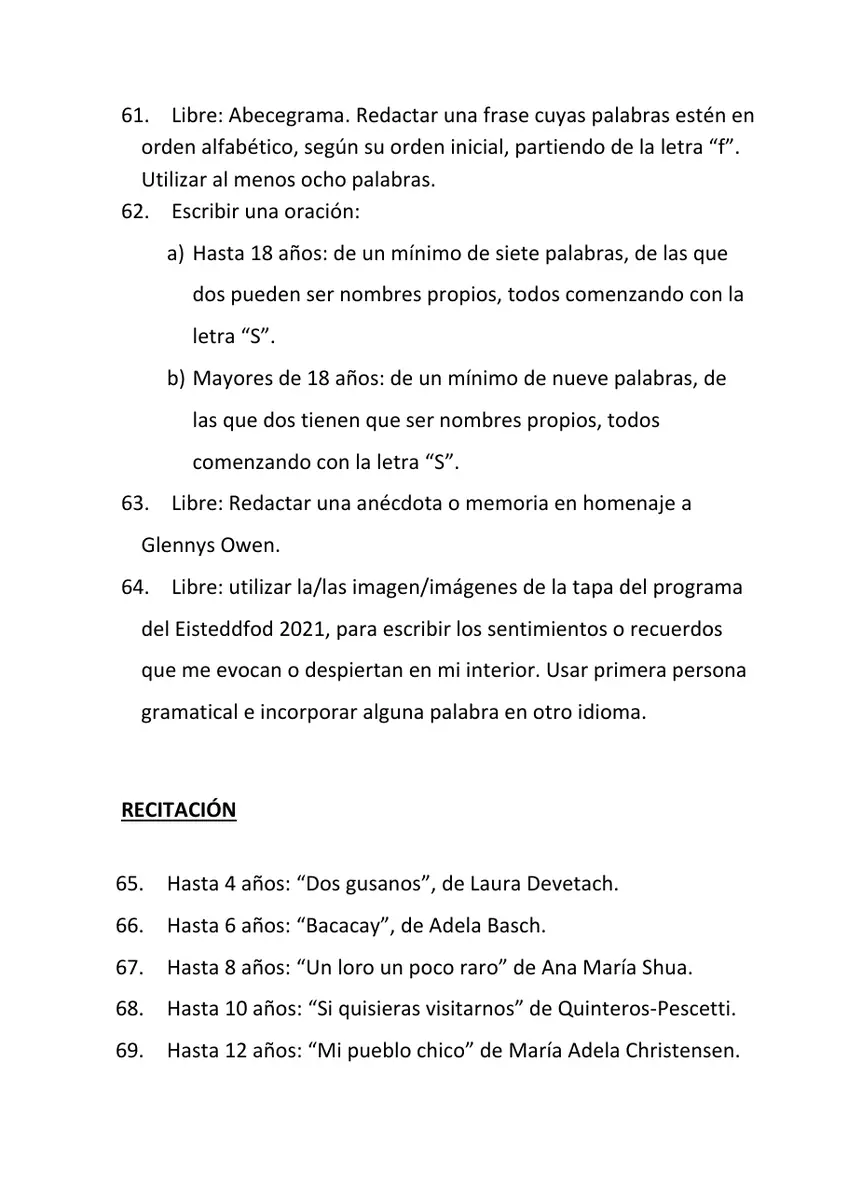 61. Libre: Abecegrama. Redactar una frase cuyas palabras estén en
orden alfabético, según su orden inicial, partiendo de la letra “f”.
Utilizar al menos ocho palabras.
62. Escribir una oración:
a) Hasta 18 años: de un mínimo de siete palabras, de las que
dos pueden ser nombres propios, todos comenzando con la
letra “S”.
b) Mayores de 18 años: de un mínimo de nueve palabras, de
las que dos tienen que ser nombres propios, todos
comenzando con la letra “S”.
63. Libre: Redactar una anécdota o memoria en homenaje a
Glennys Owen.
64. Libre: utilizar la/las imagen/imágenes de la tapa del programa
del Eisteddfod 2021, para escribir los sentimientos o recuerdos
que me evocan o despiertan en mi interior. Usar primera persona
gramatical e incorporar alguna palabra en otro idioma.
RECITACIÓN
65. Hasta 4 años: “Dos gusanos”, de Laura Devetach.
66. Hasta 6 años: “Bacacay”, de Adela Basch.
67. Hasta 8 años: “Un loro un poco raro” de Ana María Shua.
68. Hasta 10 años: “Si quisieras visitarnos” de Quinteros-Pescetti.
69. Hasta 12 años: “Mi pueblo chico” de María Adela Christensen.